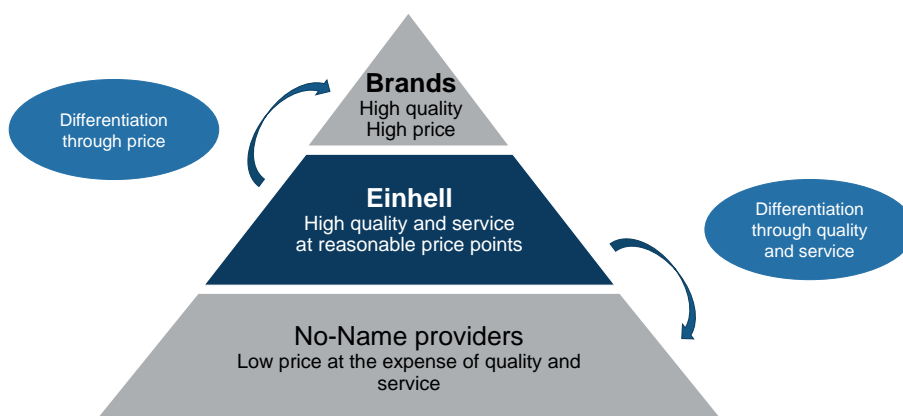 Brands
High quality
High price
Differentiation
through price
Einhell
High quality and service
at reasonable price points
Differentiation
through quality
and service
No-Name providers
Low price at the expense of quality and
service